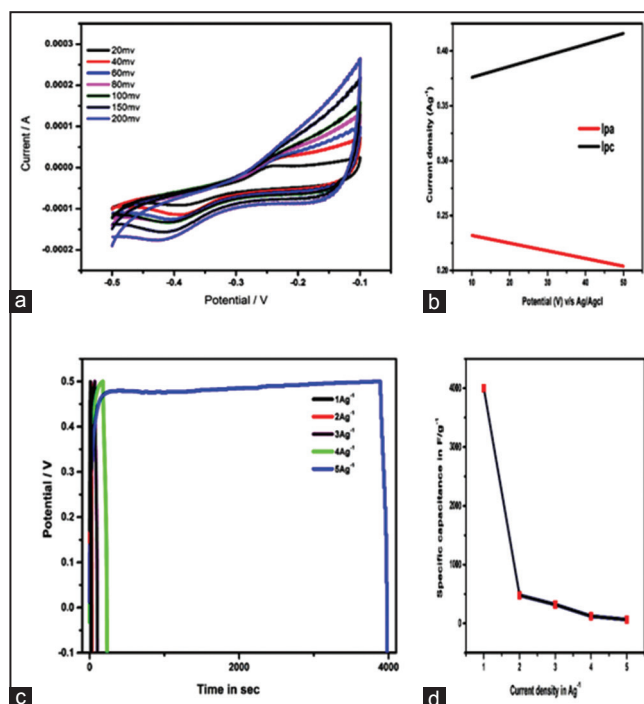 0.0003
0.0002
0.0001
0.0000
-0.0001
-0.0002
Current / A
20mv
40mv
60mv
80mv
100mv
150mv
200mv
-0.5 -0.4 -0.3 -0.2 -0.1
Potential / V
a
0.40
0.35
0.30
0.25
0.20
Current density (Ag⁻¹)
Ipa
Ipc
10 20 30 40 50
Potential (V) v/s Ag/Agcl
b
0.5
0.4
0.3
0.2
0.1
0.0
-0.1
Potential / V
1Ag⁻¹
2Ag⁻¹
3Ag⁻¹
4Ag⁻¹
5Ag⁻¹
0 2000 4000
Time in sec
c
4000
3000
2000
1000
0
Specific capacitance in F/g⁻¹
1 2 3 4 5
Current density in Ag⁻¹
d